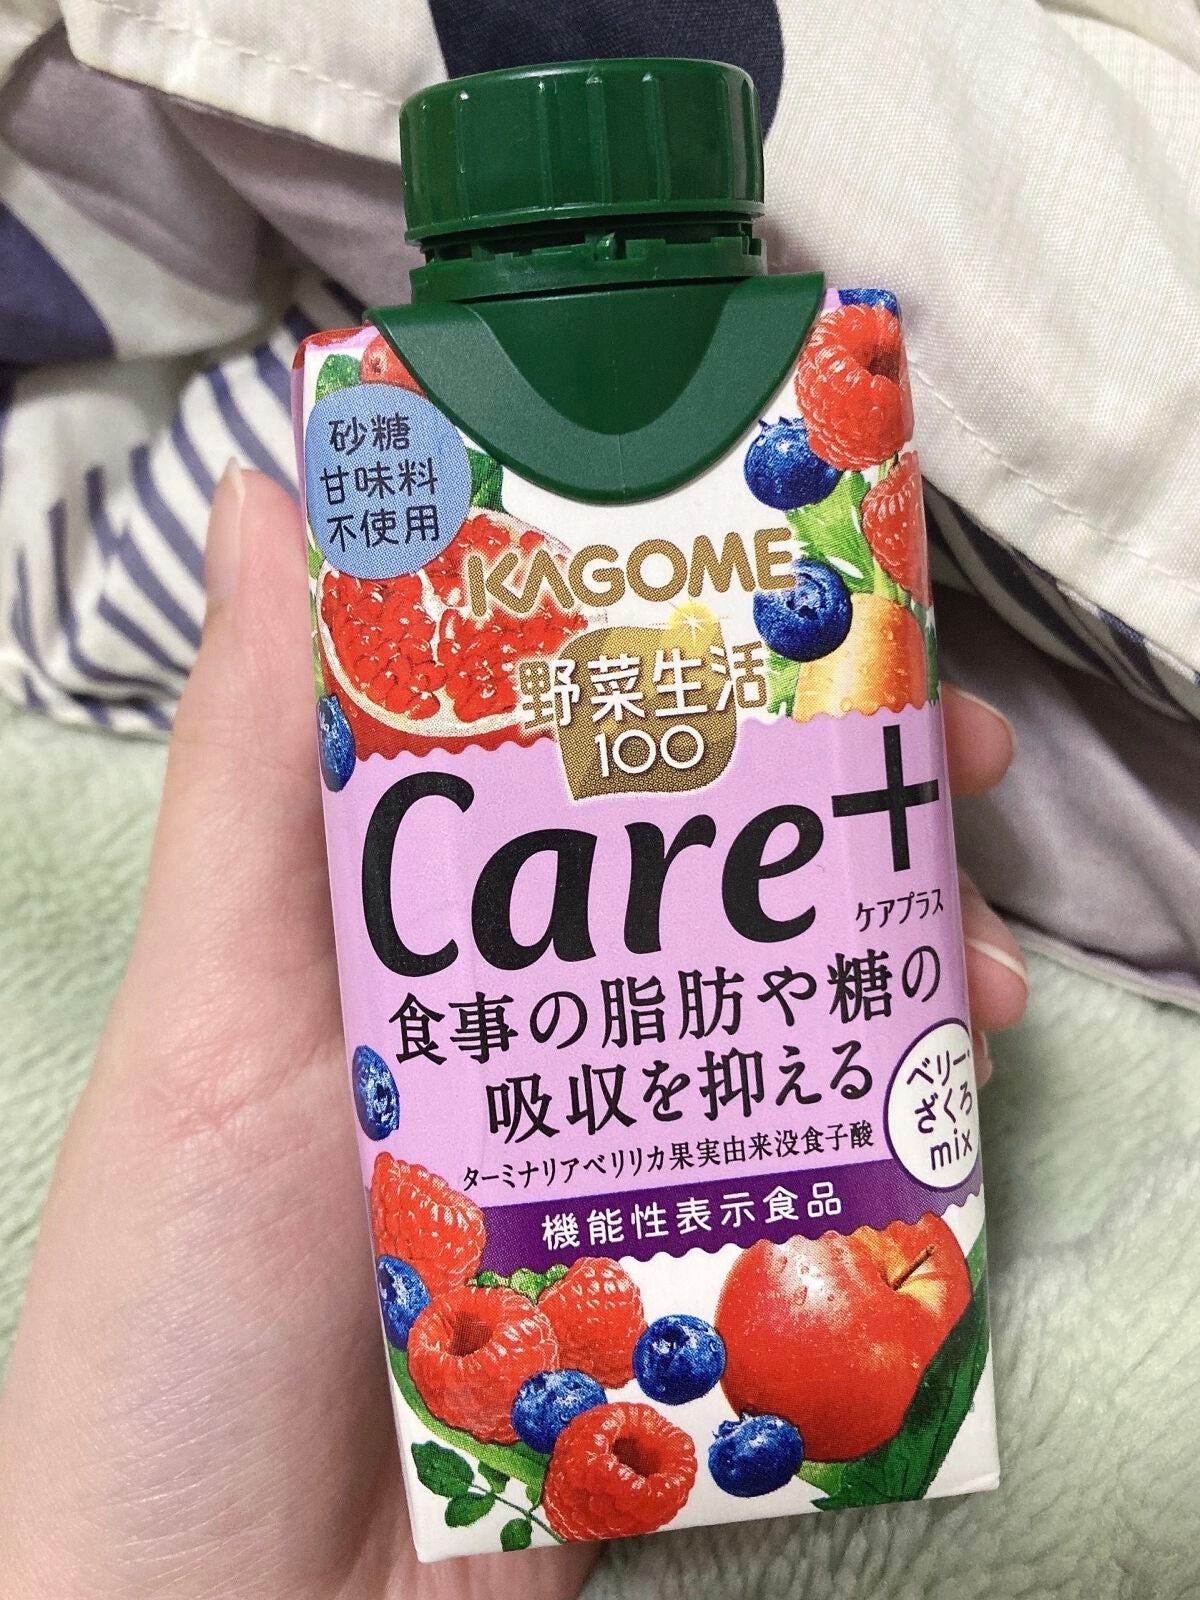 砂糖
甘味料
不使用
KAGOME
野菜生活
100
Care+
ケアプラス
食事の脂肪や糖の
吸収を抑える
ターミナリアベリリカ果実由来没食子酸
ベリー・
ざくろ
mix
機能性表示食品